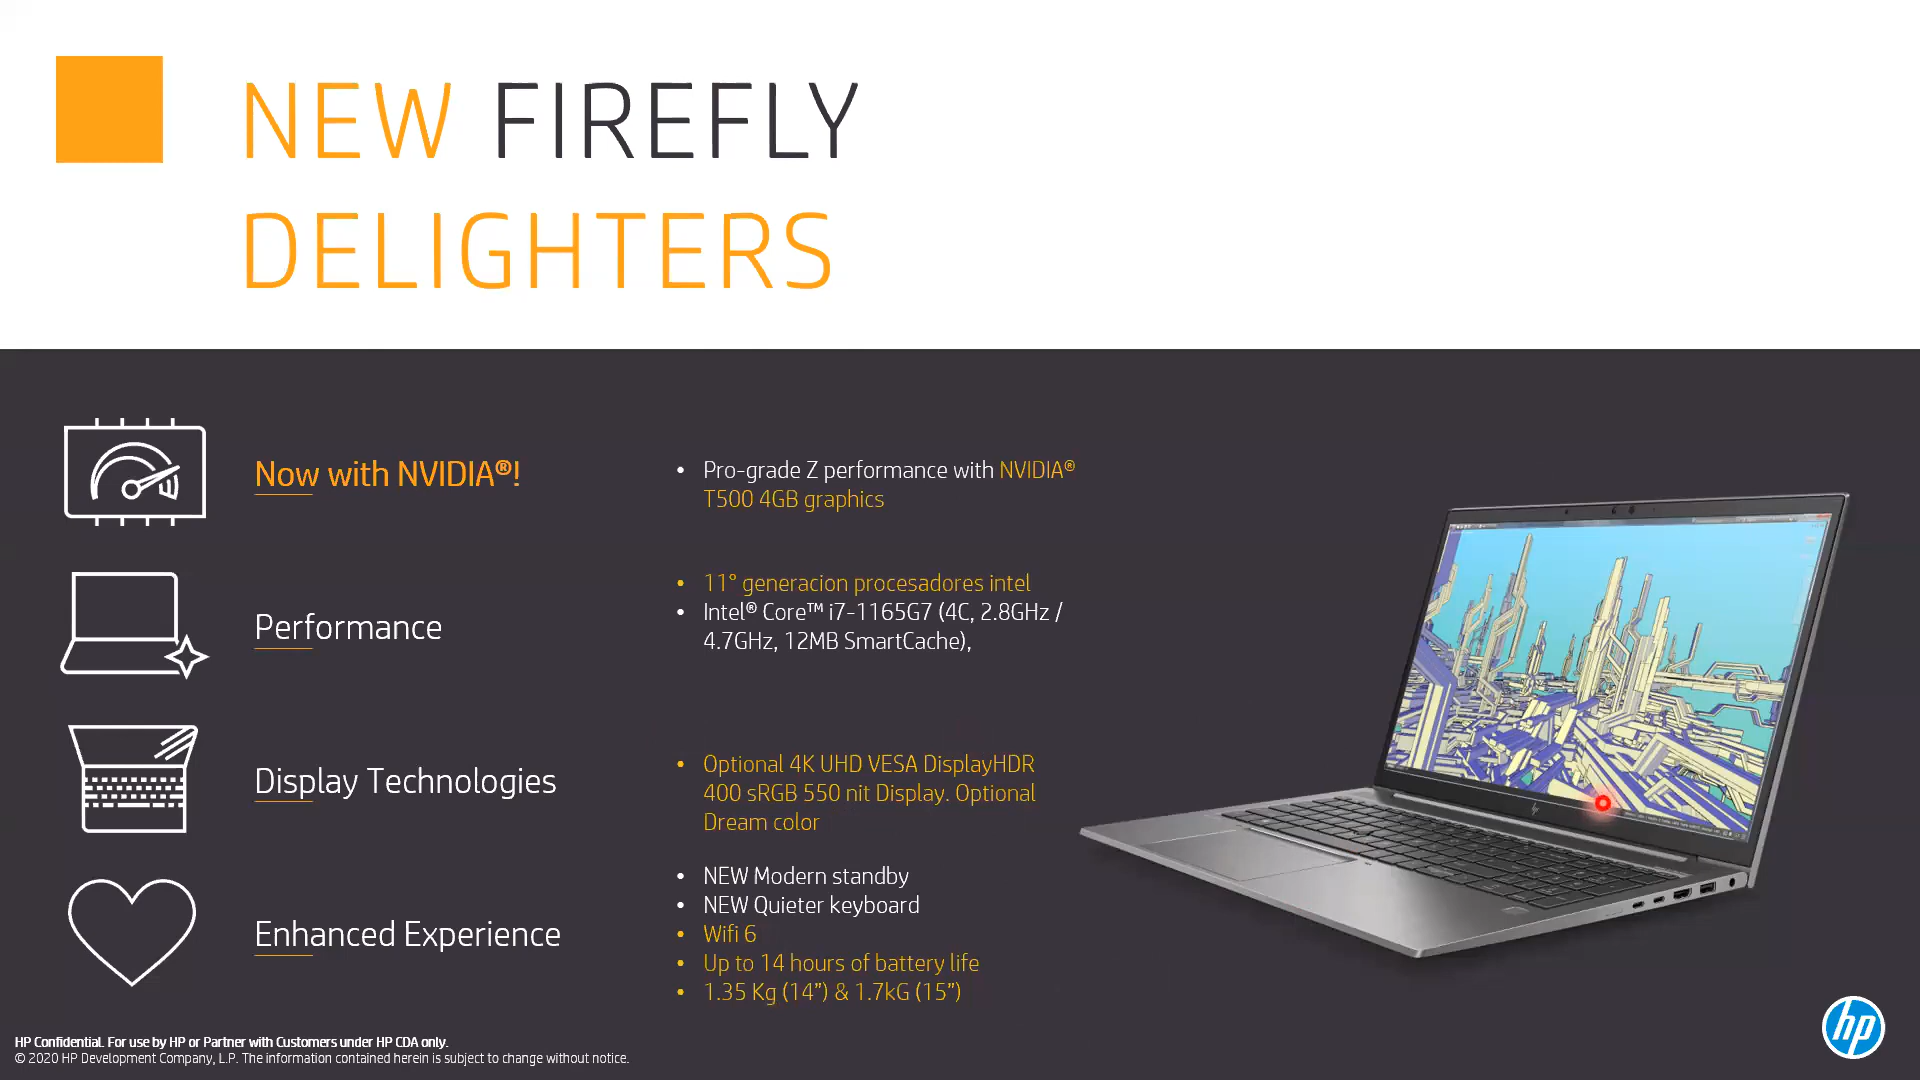 NEW FIREFLY
DELIGHTERS
Now with NVIDIA®!
• Pro-grade Z performance with NVIDIA®
T500 4GB graphics
Performance
• 11° generacion procesadores intel
• Intel® Core™ i7-1165G7 (4C, 2.8GHz /
4.7GHz, 12MB SmartCache),
Display Technologies
• Optional 4K UHD VESA DisplayHDR
400 sRGB 550 nit Display. Optional
Dream color
Enhanced Experience
• NEW Modern standby
• NEW Quieter keyboard
• Wifi 6
• Up to 14 hours of battery life
• 1.35 Kg (14”) & 1.7kG (15”)
HP Confidential. For use by HP or Partner with Customers under HP CDA only.
© 2020 HP Development Company, L.P. The information contained herein is subject to change without notice.
hp